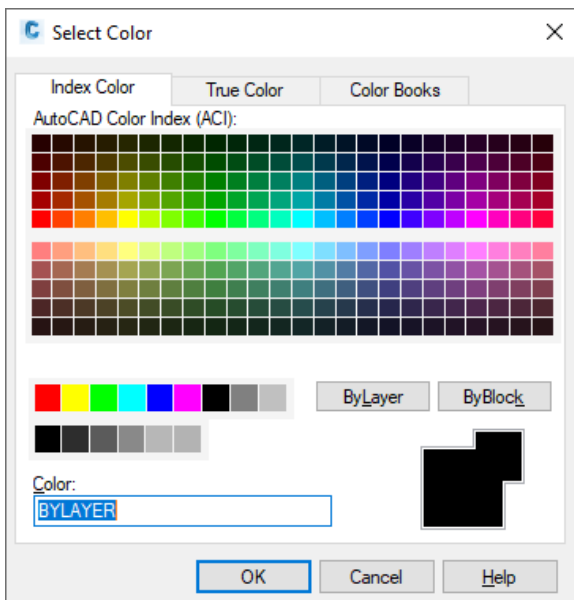 Select Color
Index Color True Color Color Books
AutoCAD Color Index (ACI):
ByLayer ByBlock
Color:
BYLAYER
OK Cancel Help